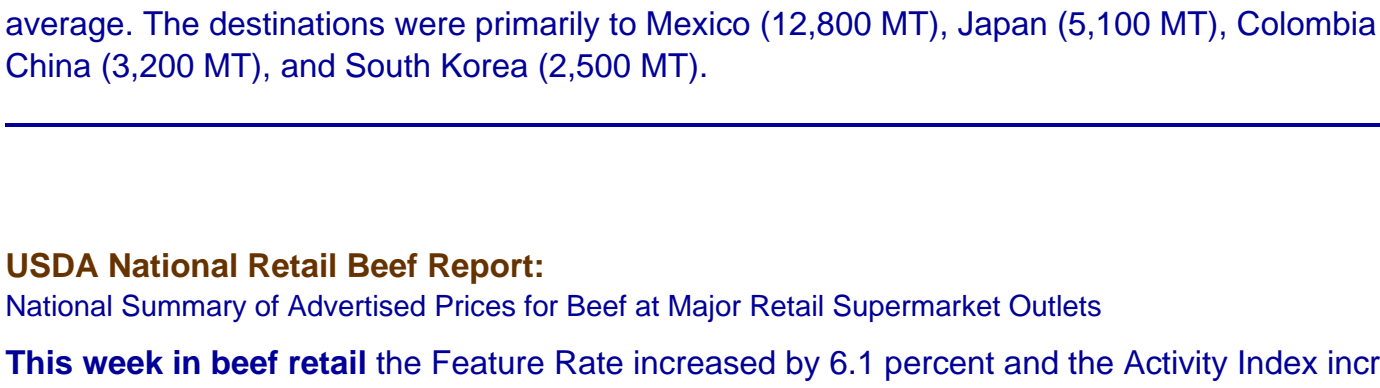 average. The destinations were primarily to Mexico (12,800 MT), Japan (5,100 MT), Colombia
China (3,200 MT), and South Korea (2,500 MT).
USDA National Retail Beef Report:
National Summary of Advertised Prices for Beef at Major Retail Supermarket Outlets
This week in beef retail the Feature Rate increased by 6.1 percent and the Activity Index incr